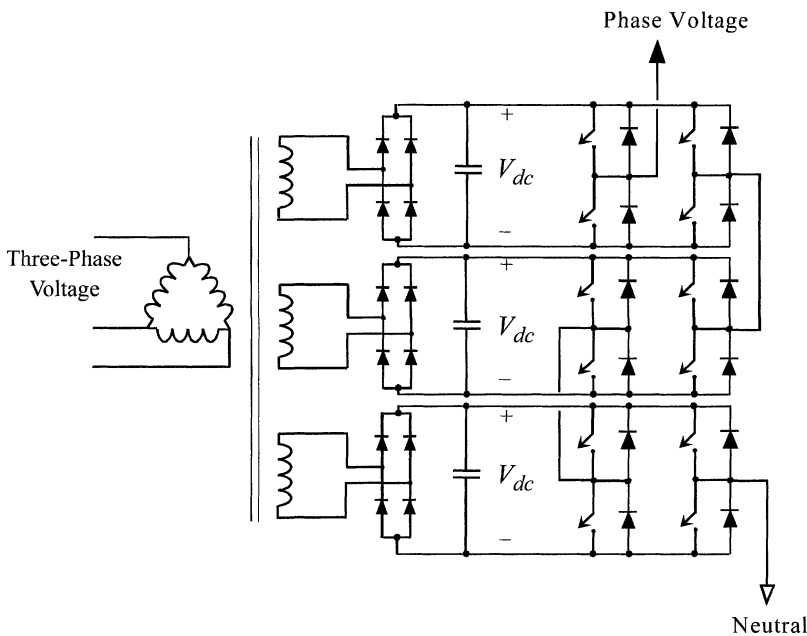 Phase Voltage
+
V_dc
–
Three-Phase
Voltage
+
V_dc
–
+
V_dc
–
Neutral